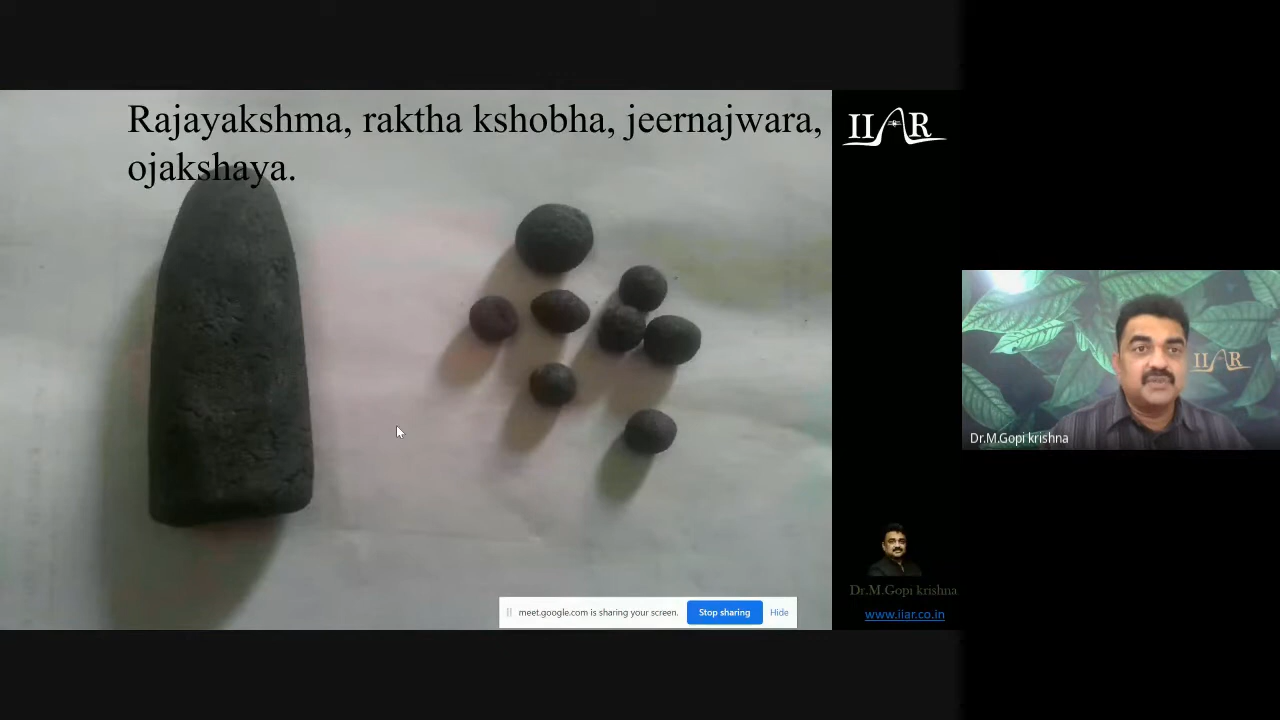 Rajayakshma, raktha kshobha, jeernajwara,
ojakshaya.
IIAR
IIAR
Dr.M.Gopi krishna
Dr.M.Gopi krishna
www.iiar.co.in
meet.google.com is sharing your screen.
Stop sharing
Hide